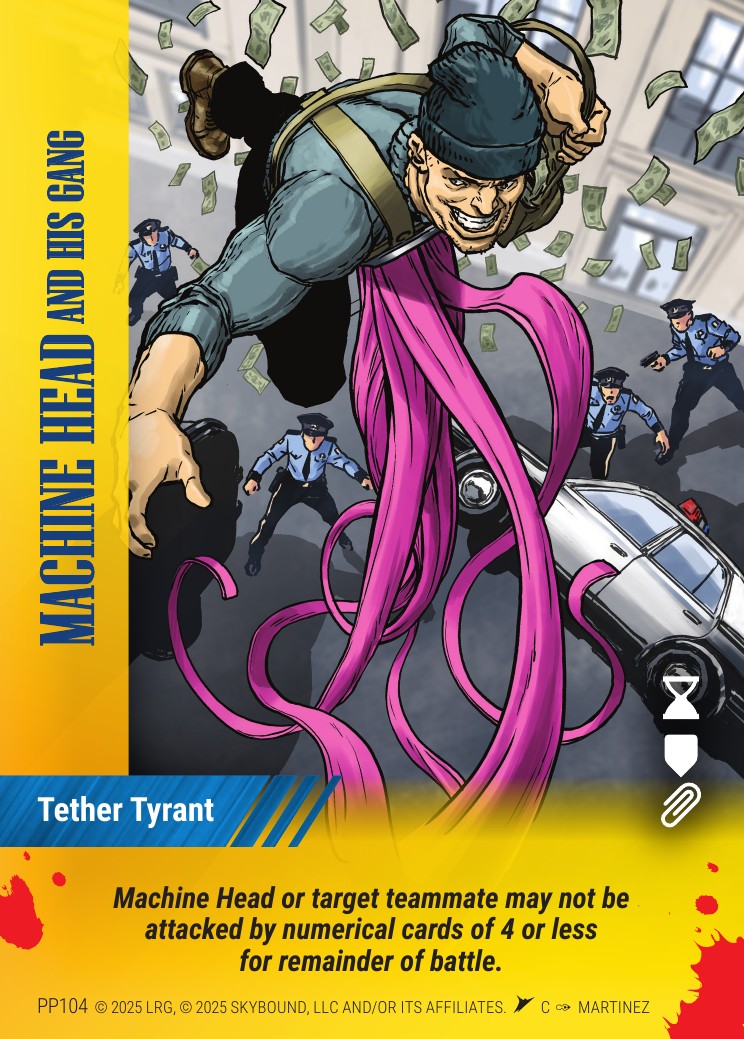 MACHINE HEAD AND HIS GANG
Tether Tyrant
Machine Head or target teammate may not be
attacked by numerical cards of 4 or less
for remainder of battle.
PP104 © 2025 LRG, © 2025 SKYBOUND, LLC AND/OR ITS AFFILIATES. C MARTINEZ